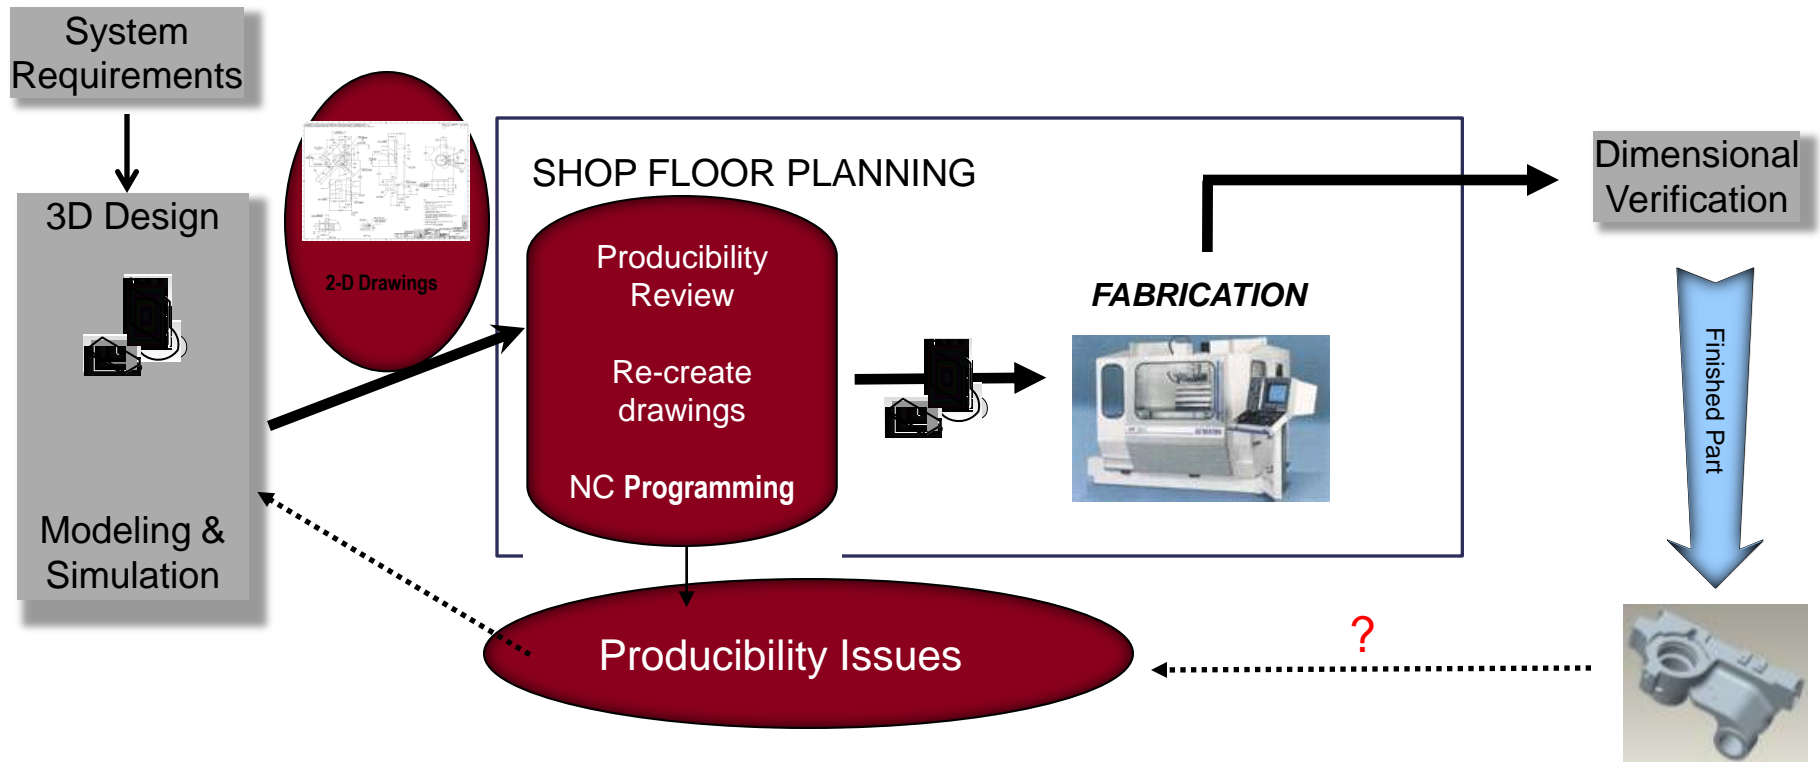 System
Requirements
3D Design
Modeling &
Simulation
2-D Drawings
SHOP FLOOR PLANNING
Producibility
Review
Re-create
drawings
NC Programming
FABRICATION
Dimensional
Verification
Finished Part
Producibility Issues
?